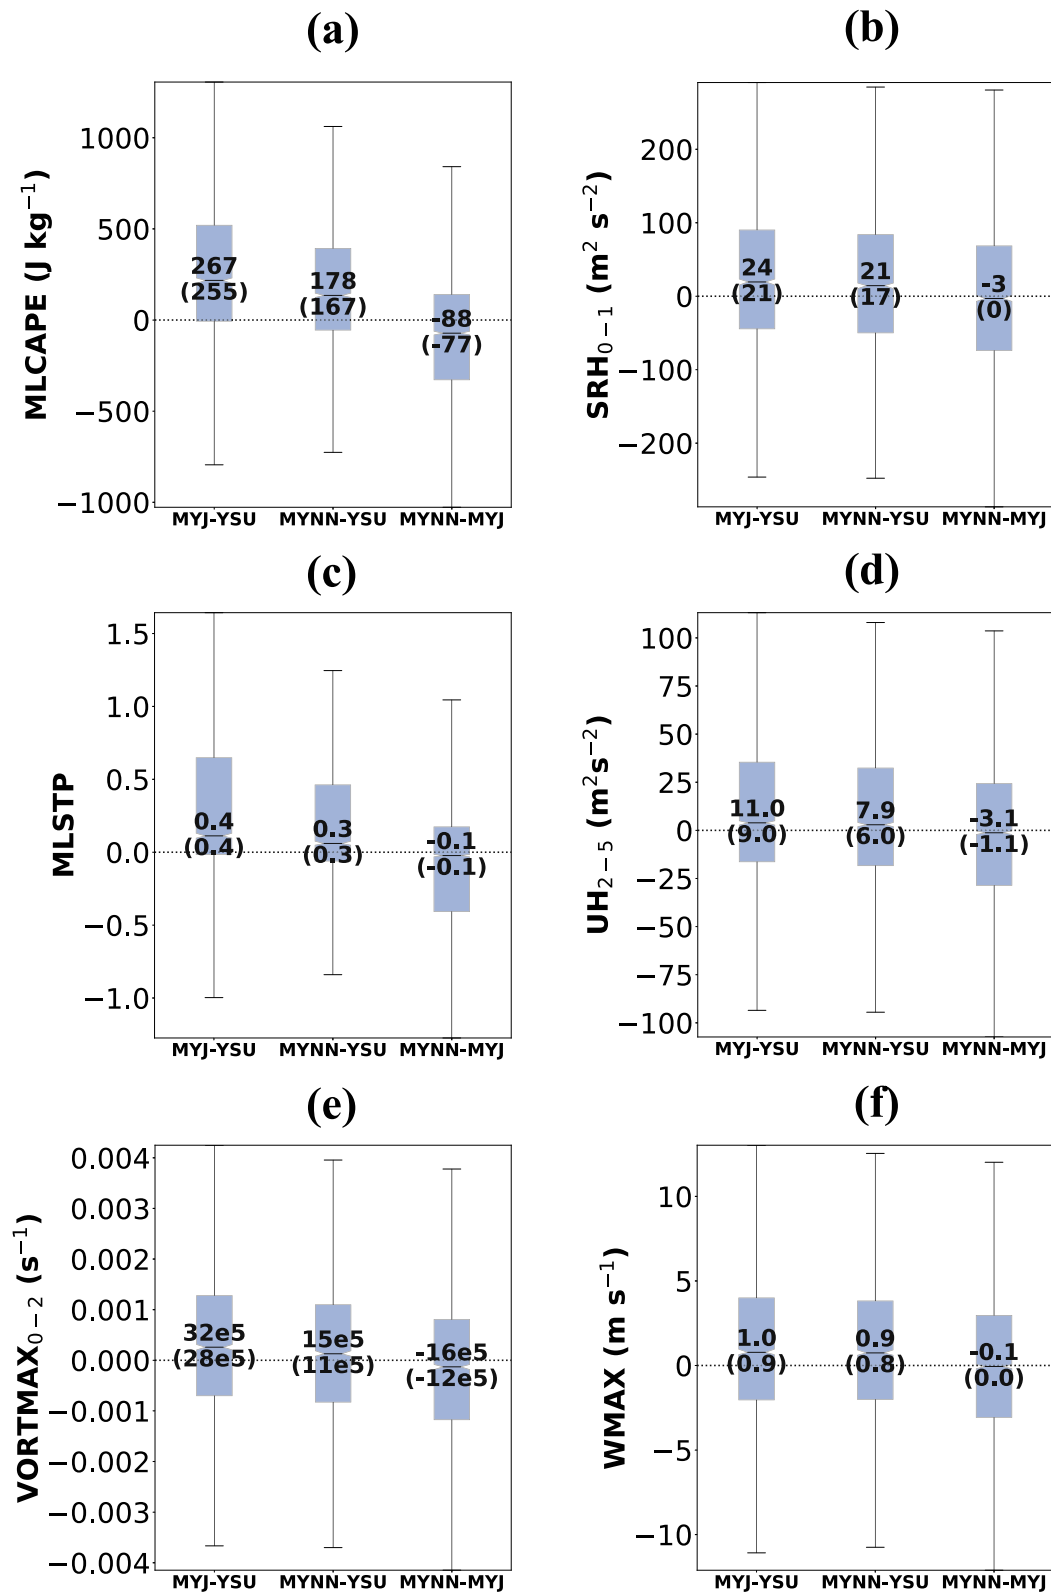 (a)
MLCAPE (J kg⁻¹)
1000
500
0
−500
−1000
267
(255)
178
(167)
-88
(-77)
MYJ-YSU MYNN-YSU MYNN-MYJ
(b)
SRH₀₋₁ (m² s⁻²)
200
100
0
−100
−200
24
(21)
21
(17)
-3
(0)
MYJ-YSU MYNN-YSU MYNN-MYJ
(c)
MLSTP
1.5
1.0
0.5
0.0
−0.5
−1.0
0.4
(0.4)
0.3
(0.3)
-0.1
(-0.1)
MYJ-YSU MYNN-YSU MYNN-MYJ
(d)
UH₂₋₅ (m²s⁻²)
100
75
50
25
0
−25
−50
−75
−100
11.0
(9.0)
7.9
(6.0)
-3.1
(-1.1)
MYJ-YSU MYNN-YSU MYNN-MYJ
(e)
VORTMAX₀₋₂ (s⁻¹)
0.004
0.003
0.002
0.001
0.000
−0.001
−0.002
−0.003
−0.004
32e5
(28e5)
15e5
(11e5)
-16e5
(-12e5)
MYJ-YSU MYNN-YSU MYNN-MYJ
(f)
WMAX (m s⁻¹)
10
5
0
−5
−10
1.0
(0.9)
0.9
(0.8)
-0.1
(0.0)
MYJ-YSU MYNN-YSU MYNN-MYJ